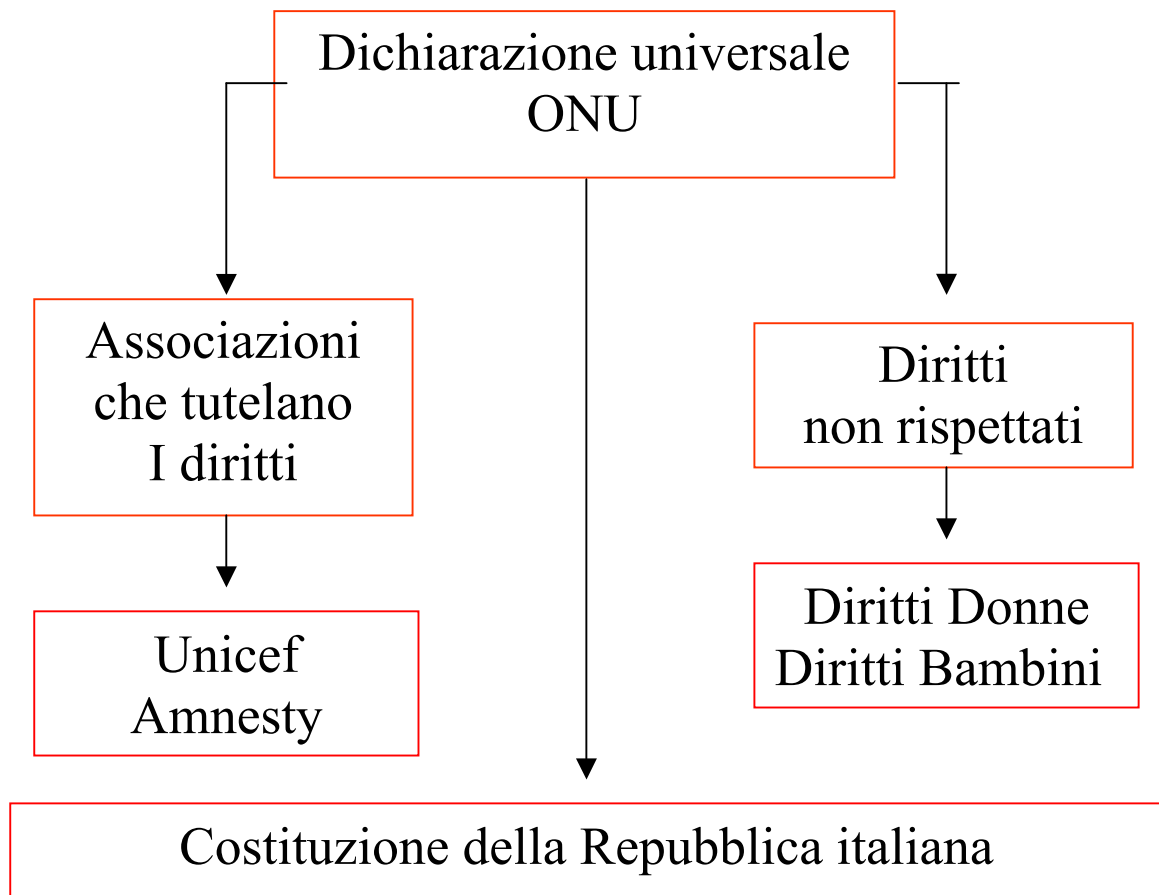 Dichiarazione universale
ONU
Associazioni
che tutelano
I diritti
Diritti
non rispettati
Unicef
Amnesty
Diritti Donne
Diritti Bambini
Costituzione della Repubblica italiana